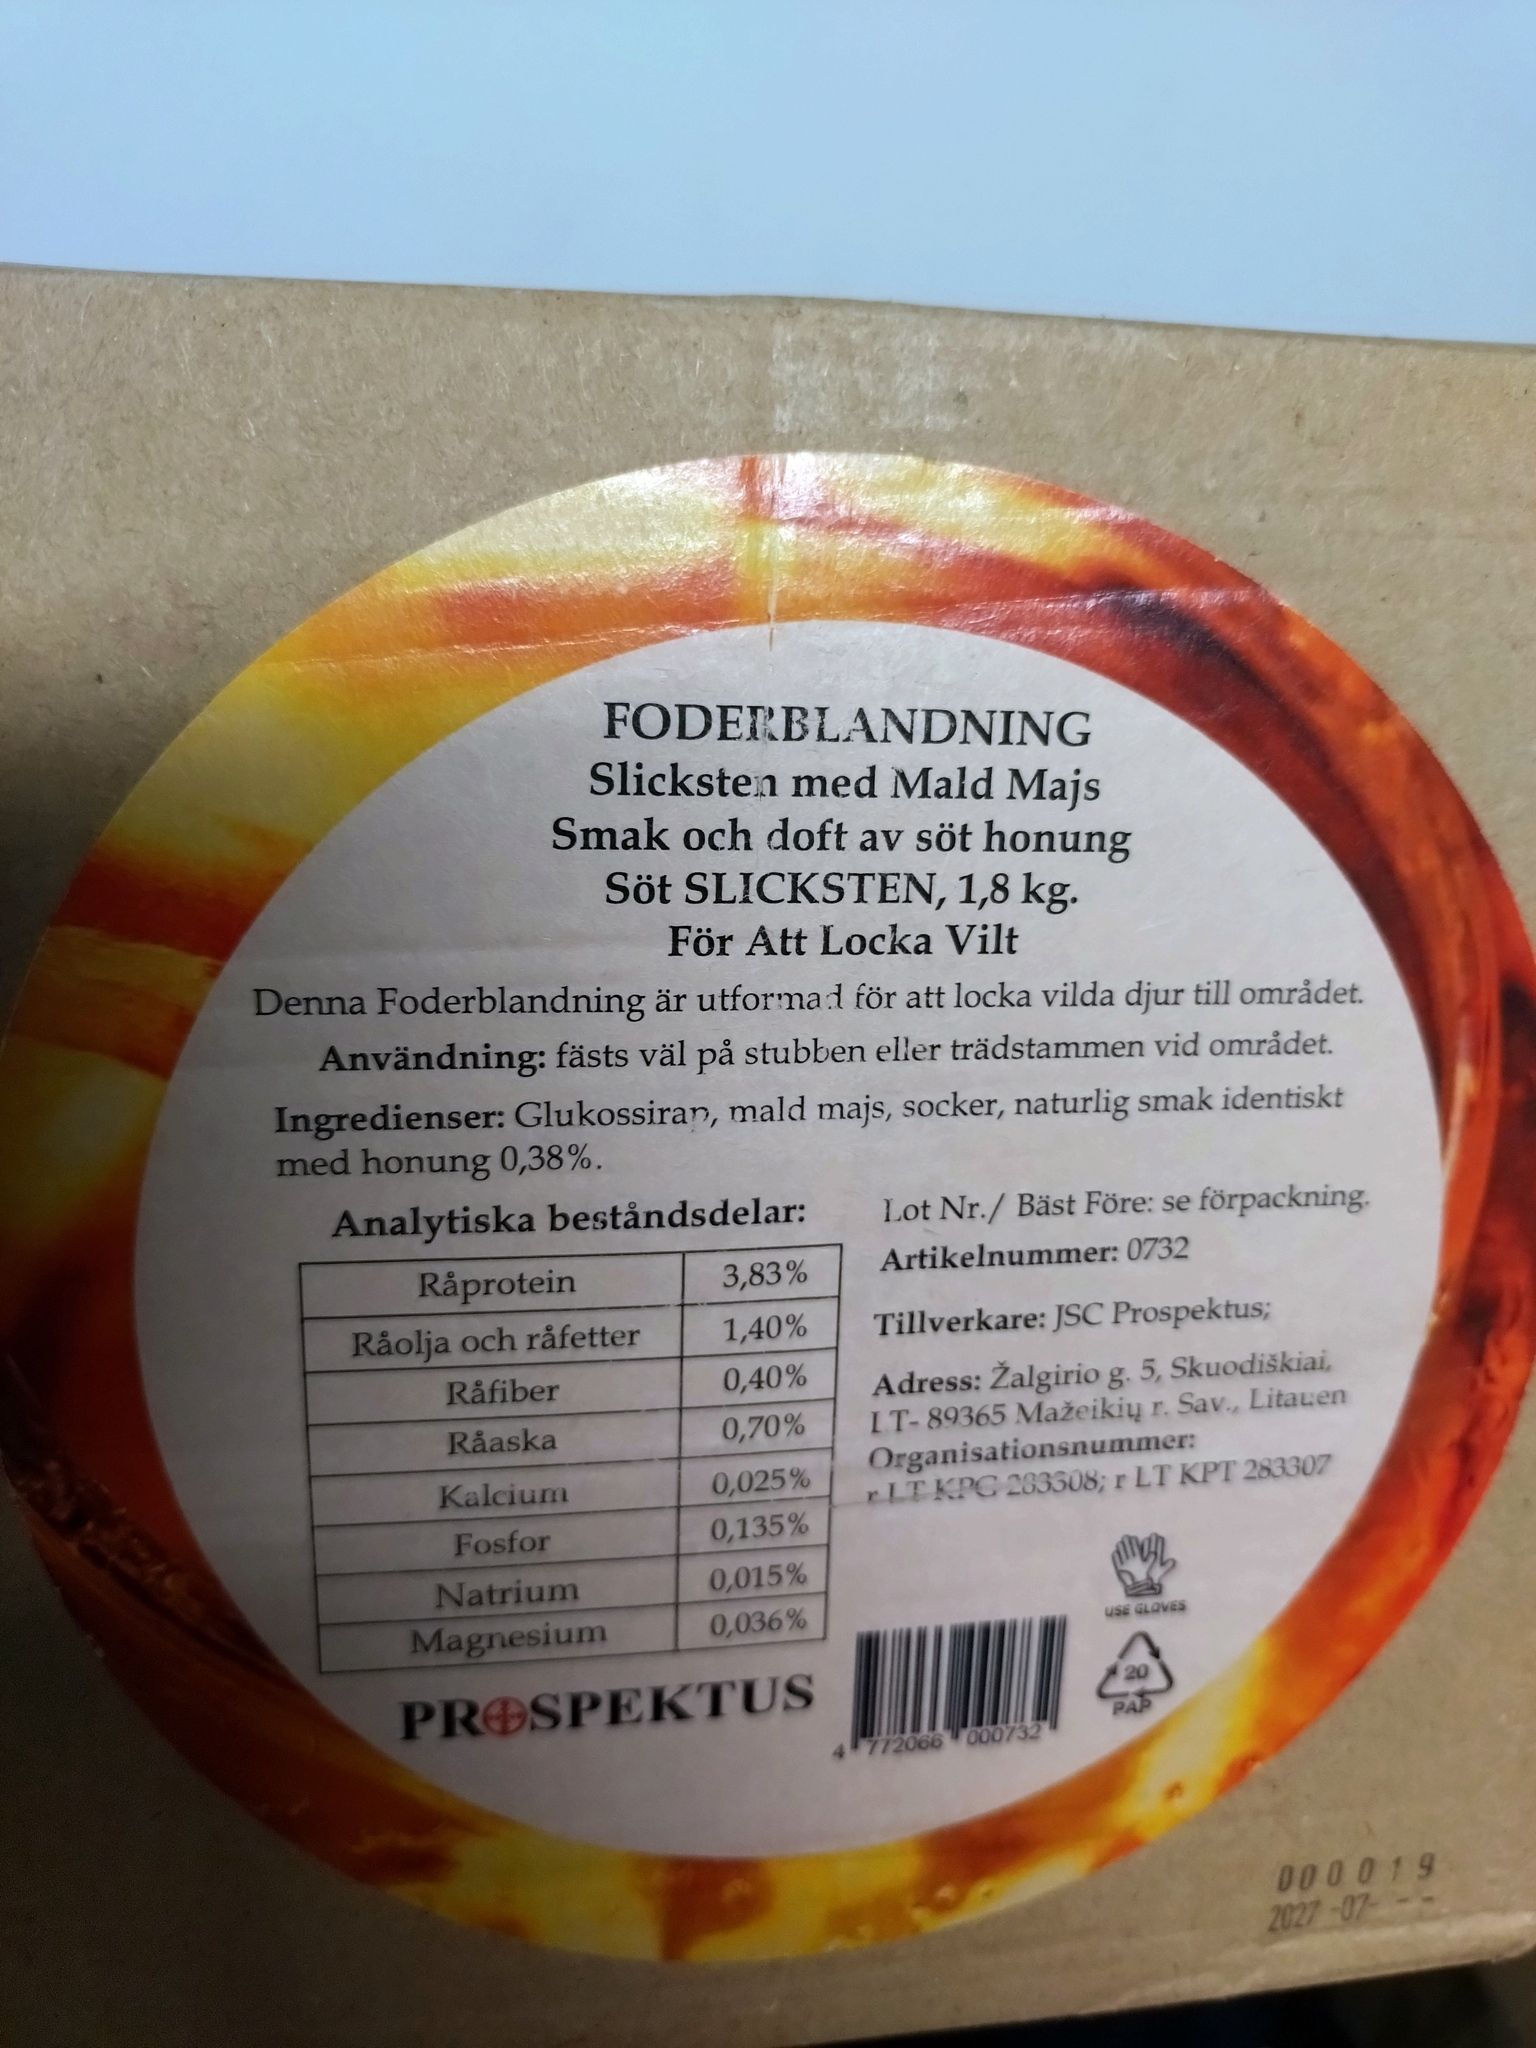 FODERBLANDNING
Slicksten med Mald Majs
Smak och doft av söt honung
Söt SLICKSTEN, 1,8 kg.
För Att Locka Vilt
Denna Foderblandning är utformad för att locka vilda djur till området.
Användning: fästs väl på stubben eller trädstammen vid området.
Ingredienser: Glukossirap, mald majs, socker, naturlig smak identiskt
med honung 0,38%.
Analytiska beståndsdelar:
Råprotein 3,83%
Råolja och råfetter 1,40%
Råfiber 0,40%
Råaska 0,70%
Kalcium 0,025%
Fosfor 0,135%
Natrium 0,015%
Magnesium 0,036%
PROSPEKTUS
Lot Nr./ Bäst Före: se förpackning.
Artikelnummer: 0732
Tillverkare: JSC Prospektus;
Adress: Žalgirio g. 5, Skuodiškiai,
LT- 89365 Mažeikių r. Sav., Litauen
Organisationsnummer:
r LT KPG 283308; r LT KPT 283307
USE GLOVES
20
PAP
4 772066 000732
000019
2027-07- - -